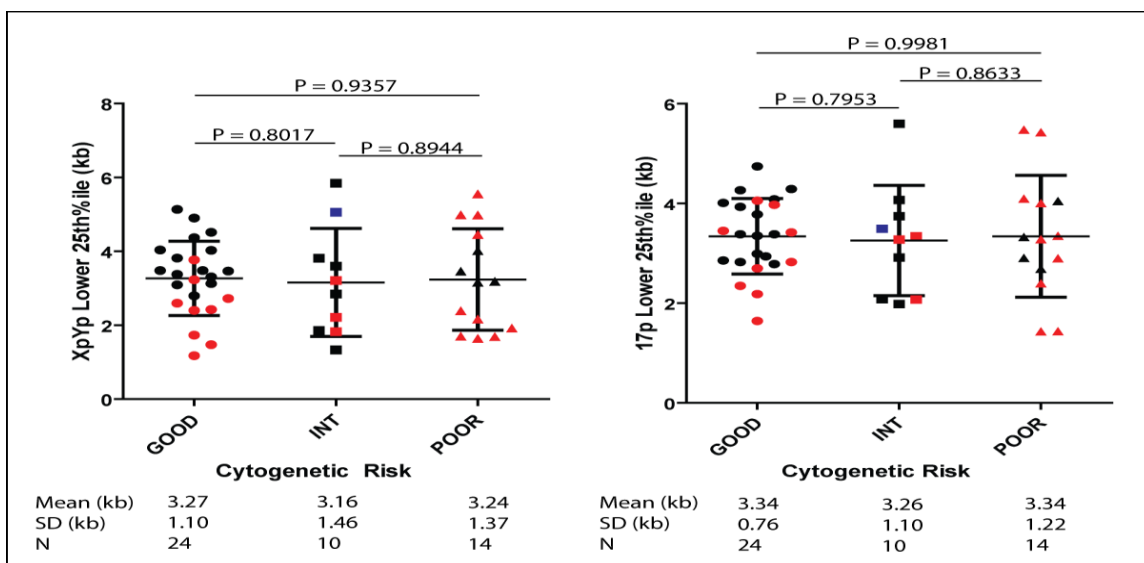 P = 0.9357
P = 0.8017
P = 0.8944
8
6
4
2
0
XpYp Lower 25th%ile (kb)
GOOD
INT
POOR
Cytogenetic Risk
Mean (kb) 3.27 3.16 3.24
SD (kb) 1.10 1.46 1.37
N 24 10 14
P = 0.9981
P = 0.8633
P = 0.7953
6
4
2
0
17p Lower 25th%ile (kb)
GOOD
INT
POOR
Cytogenetic Risk
Mean (kb) 3.34 3.26 3.34
SD (kb) 0.76 1.10 1.22
N 24 10 14